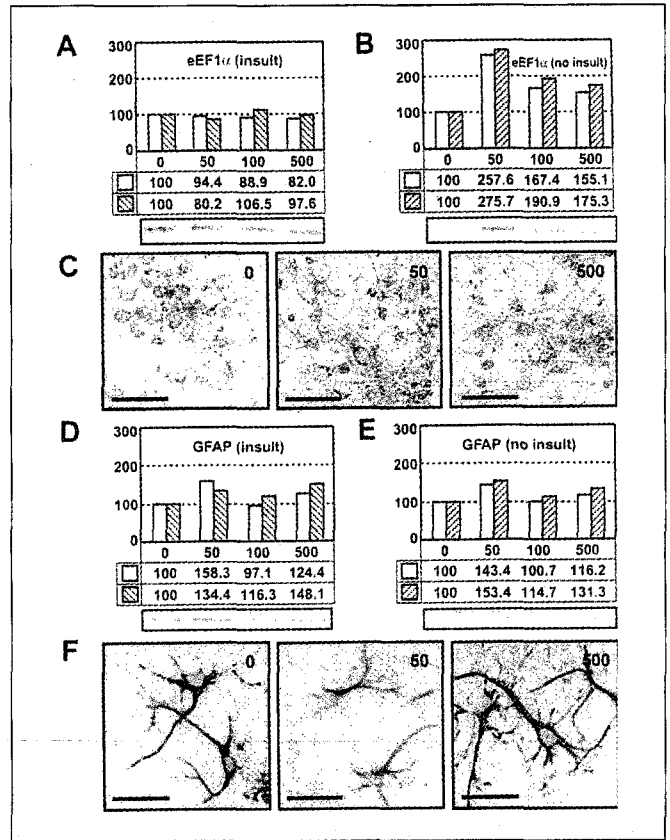 A
300
200
100
0
eEF1α (insult)
0 50 100 500
100 94.4 88.9 82.0
100 80.2 106.5 97.6
B
300
200
100
0
eEF1α (no insult)
0 50 100 500
100 257.6 167.4 155.1
100 275.7 190.9 175.3
C
0
50
500
D
300
200
100
0
GFAP (insult)
0 50 100 500
100 158.3 97.1 124.4
100 134.4 116.3 148.1
E
300
200
100
0
GFAP (no insult)
0 50 100 500
100 143.4 100.7 116.2
100 153.4 114.7 131.3
F
0
50
500